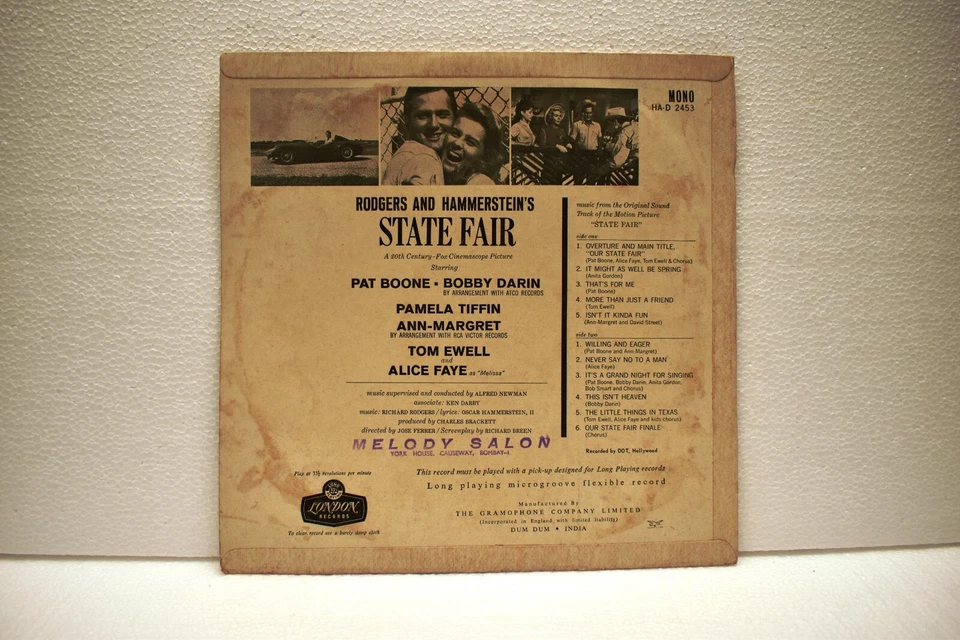 MONO
HA-D 2453
RODGERS AND HAMMERSTEIN'S
STATE FAIR
A 20th Century-Fox Cinemascope Picture
Starring
PAT BOONE • BOBBY DARIN
BY ARRANGEMENT WITH ATCO RECORDS
PAMELA TIFFIN
ANN-MARGRET
BY ARRANGEMENT WITH RCA VICTOR RECORDS
TOM EWELL
and
ALICE FAYE as "Melissa"
music supervised and conducted by ALFRED NEWMAN
associate: KEN DARBY
music: RICHARD RODGERS / lyrics: OSCAR HAMMERSTEIN, II
produced by CHARLES BRACKETT
directed by JOSE FERRER / Screenplay by RICHARD BREEN
MELODY SALON
YORK HOUSE, CAUSEWAY, BOMBAY-1.
music from the Original Sound
Track of the Motion Picture
"STATE FAIR"
side one
1. OVERTURE AND MAIN TITLE,
"OUR STATE FAIR"
(Pat Boone, Alice Faye, Tom Ewell & Chorus)
2. IT MIGHT AS WELL BE SPRING
(Anita Gordon)
3. THAT'S FOR ME
(Pat Boone)
4. MORE THAN JUST A FRIEND
(Tom Ewell)
5. ISN'T IT KINDA FUN
(Ann-Margret and David Street)
side two
1. WILLING AND EAGER
(Pat Boone and Ann-Margret)
2. NEVER SAY NO TO A MAN
(Alice Faye)
3. IT'S A GRAND NIGHT FOR SINGING
(Pat Boone, Bobby Darin, Anita Gordon,
Bob Smart and Chorus)
4. THIS ISN'T HEAVEN
(Bobby Darin)
5. THE LITTLE THINGS IN TEXAS
(Tom Ewell, Alice Faye and kids chorus)
6. OUR STATE FAIR FINALE
(Chorus)
Recorded by DDT, Hollywood
Play at 33⅓ revolutions per minute
LONDON
RECORDS
To clean record use a barely damp cloth
This record must be played with a pick-up designed for Long Playing records
Long playing microgroove flexible record
Manufactured By
THE GRAMOPHONE COMPANY LIMITED
(Incorporated in England with limited liability)
DUM DUM • INDIA